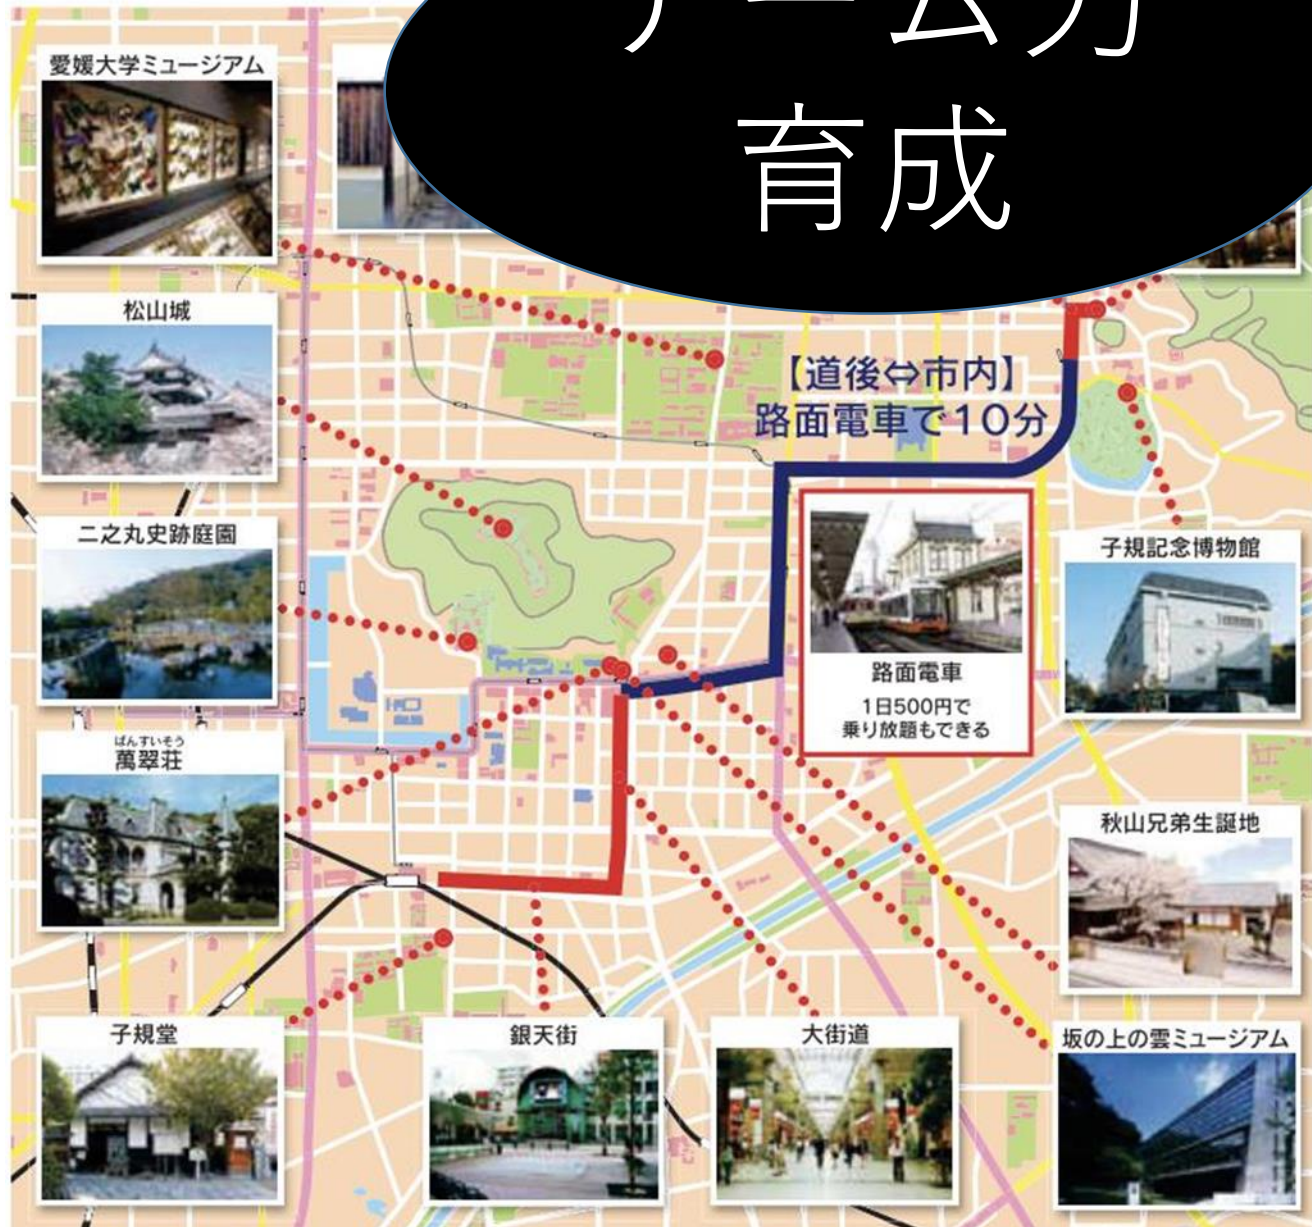 チーム力
育成
愛媛大学ミュージアム
松山城
【道後⇔市内】
路面電車で10分
二之丸史跡庭園
子規記念博物館
路面電車
1日500円で
乗り放題もできる
ばんすいそう
萬翠荘
秋山兄弟生誕地
子規堂
銀天街
大街道
坂の上の雲ミュージアム